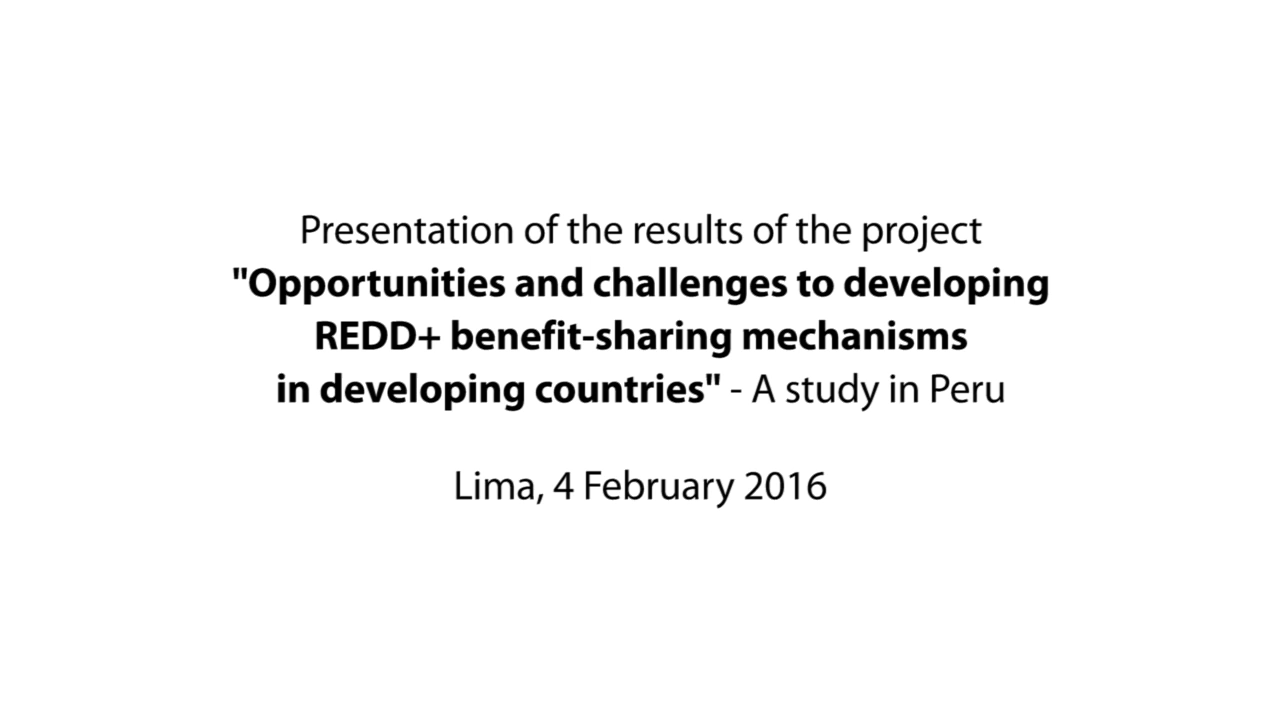 Presentation of the results of the project
"Opportunities and challenges to developing
REDD+ benefit-sharing mechanisms
in developing countries" - A study in Peru
Lima, 4 February 2016